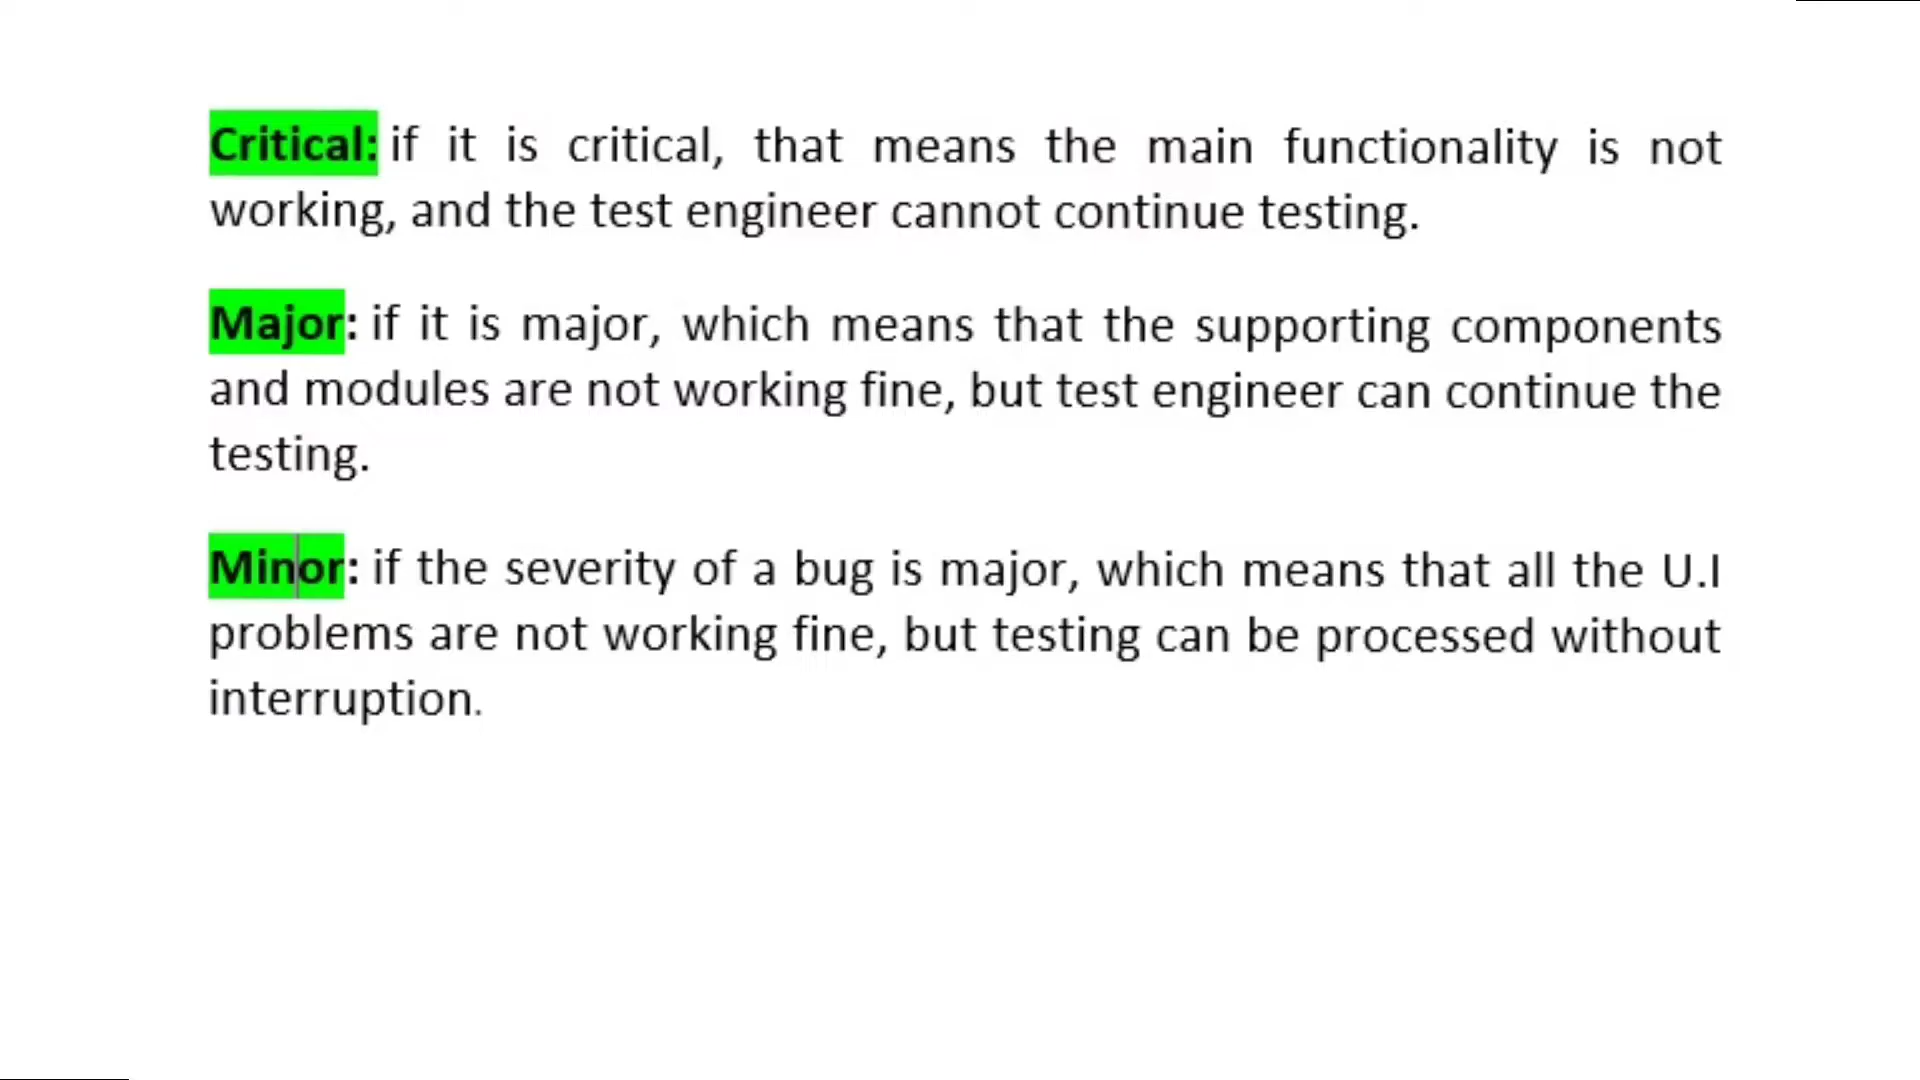 Critical: if it is critical, that means the main functionality is not
working, and the test engineer cannot continue testing.
Major: if it is major, which means that the supporting components
and modules are not working fine, but test engineer can continue the
testing.
Minor: if the severity of a bug is major, which means that all the U.I
problems are not working fine, but testing can be processed without
interruption.